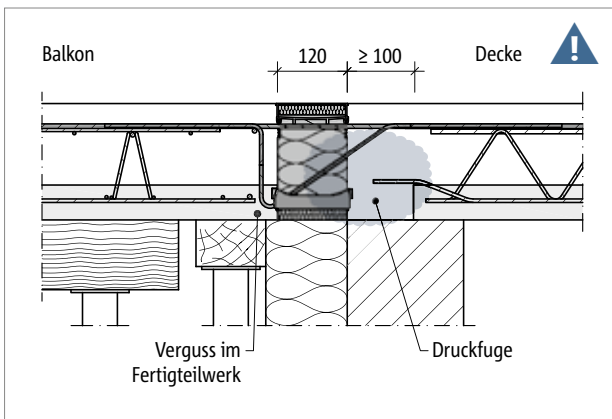 Balkon
120
≥ 100
Decke
Verguss im
Fertigteilwerk
Druckfuge